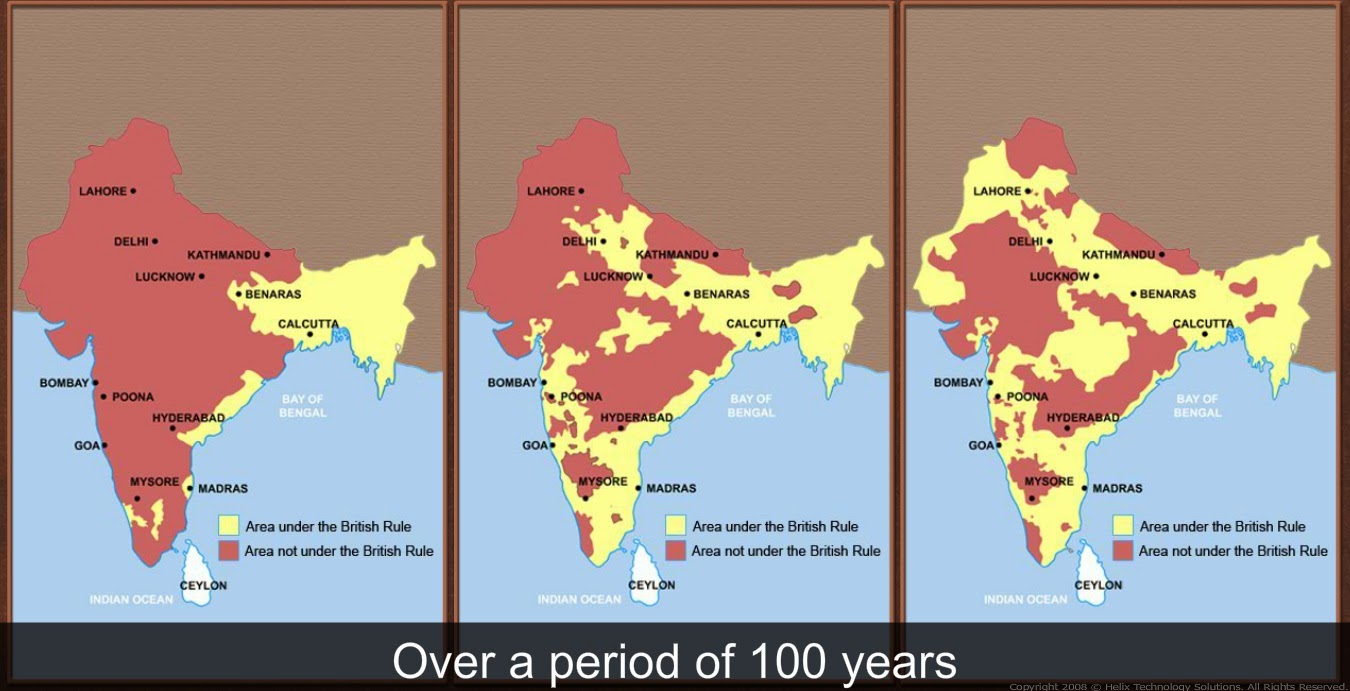 LAHORE
DELHI
KATHMANDU
LUCKNOW
BENARAS
CALCUTTA
BOMBAY
POONA
BAY OF
BENGAL
HYDERABAD
GOA
MYSORE
MADRAS
Area under the British Rule
Area not under the British Rule
CEYLON
INDIAN OCEAN
LAHORE
DELHI
KATHMANDU
LUCKNOW
BENARAS
CALCUTTA
BOMBAY
POONA
BAY OF
BENGAL
HYDERABAD
GOA
MYSORE
MADRAS
Area under the British Rule
Area not under the British Rule
CEYLON
INDIAN OCEAN
LAHORE
DELHI
KATHMANDU
LUCKNOW
BENARAS
CALCUTTA
BOMBAY
POONA
BAY OF
BENGAL
HYDERABAD
GOA
MYSORE
MADRAS
Area under the British Rule
Area not under the British Rule
CEYLON
INDIAN OCEAN
Over a period of 100 years
Copyright 2008 © Helix Technology Solutions. All Rights Reserved.